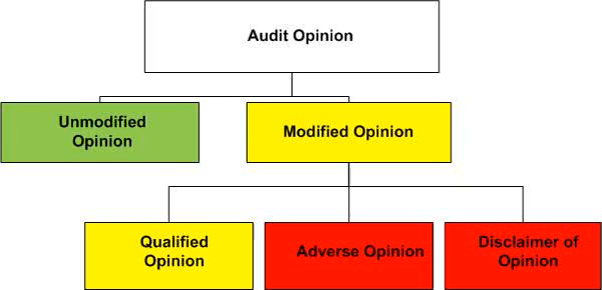 Audit Opinion
Unmodified
Opinion
Modified Opinion
Qualified
Opinion
Adverse Opinion
Disclaimer of
Opinion